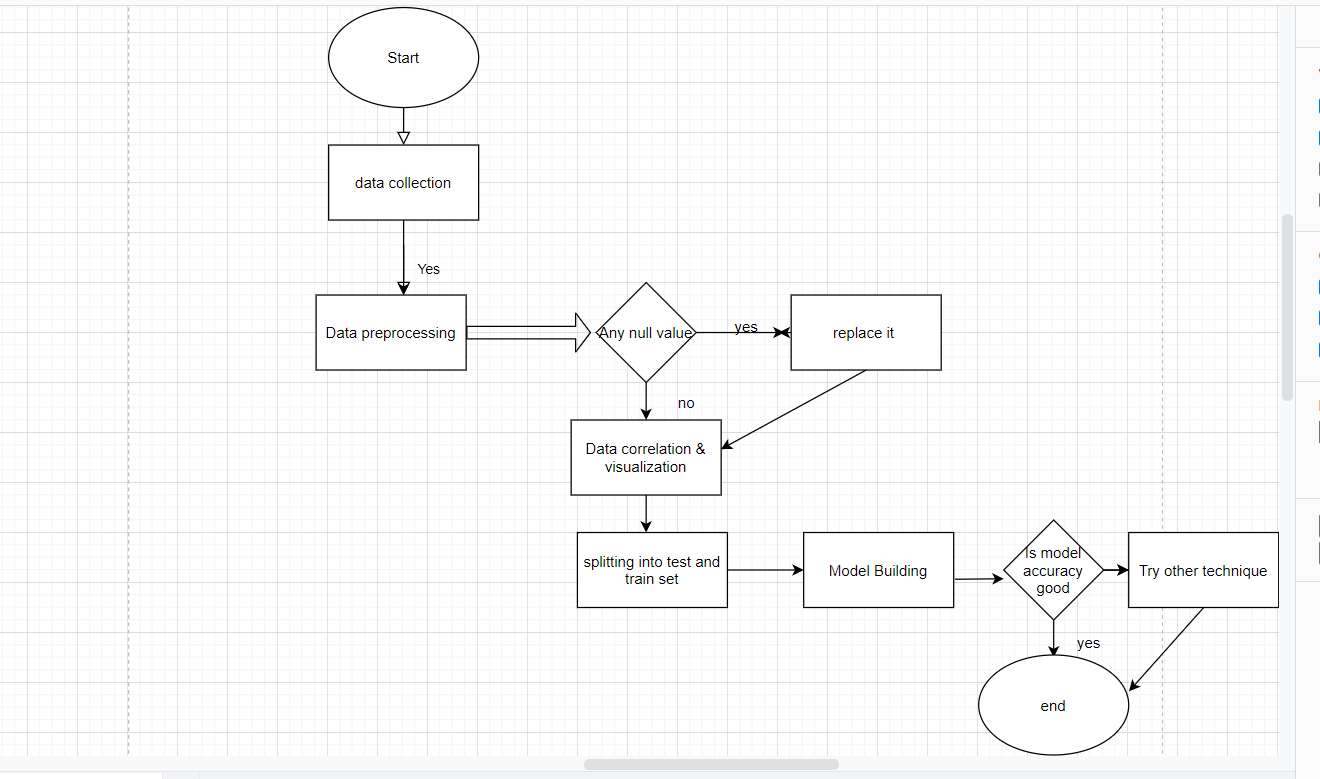 Start
data collection
Yes
Data preprocessing
Any null value
yes
replace it
no
Data correlation &
visualization
splitting into test and
train set
Model Building
Is model
accuracy
good
Try other technique
yes
end